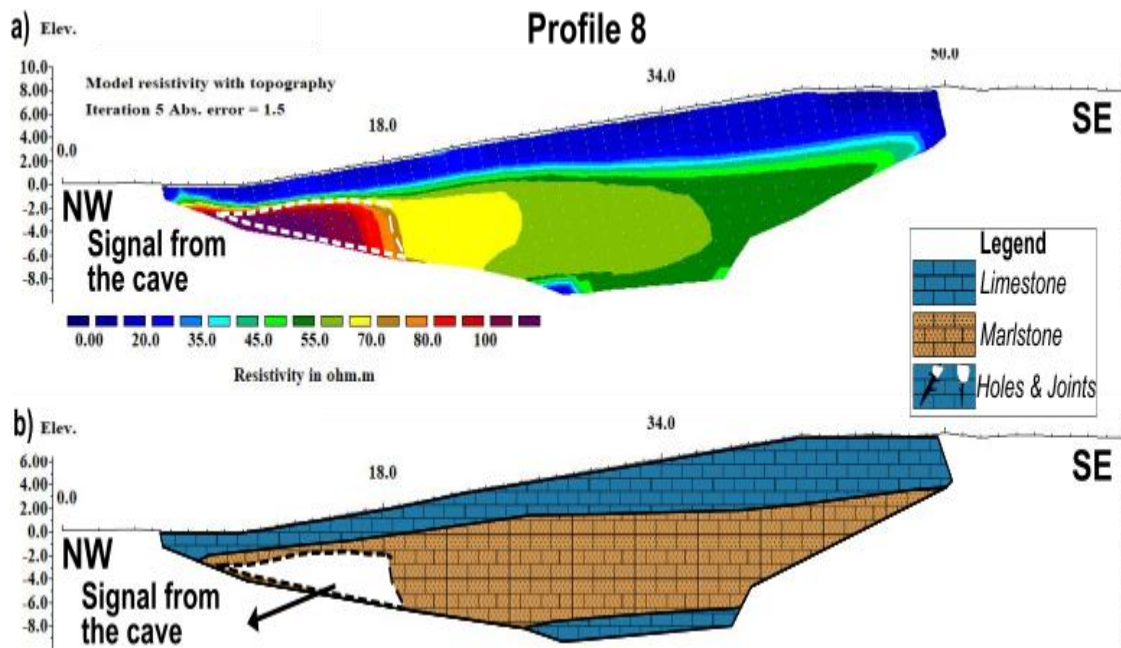 a) Elev.
Profile 8
50.0
10.0
8.00
6.00
4.00
2.00
0.0
-2.0
-4.0
-6.0
-8.0
Model resistivity with topography
Iteration 5 Abs. error = 1.5
0.0
18.0
34.0
SE
NW
Signal from
the cave
0.00 20.0 35.0 45.0 55.0 70.0 80.0 100
Resistivity in ohm.m
Legend
Limestone
Marlstone
Holes & Joints
b) Elev.
6.00
4.00
2.00
0.0
-2.0
-4.0
-6.0
-8.0
0.0
18.0
34.0
SE
NW
Signal from
the cave